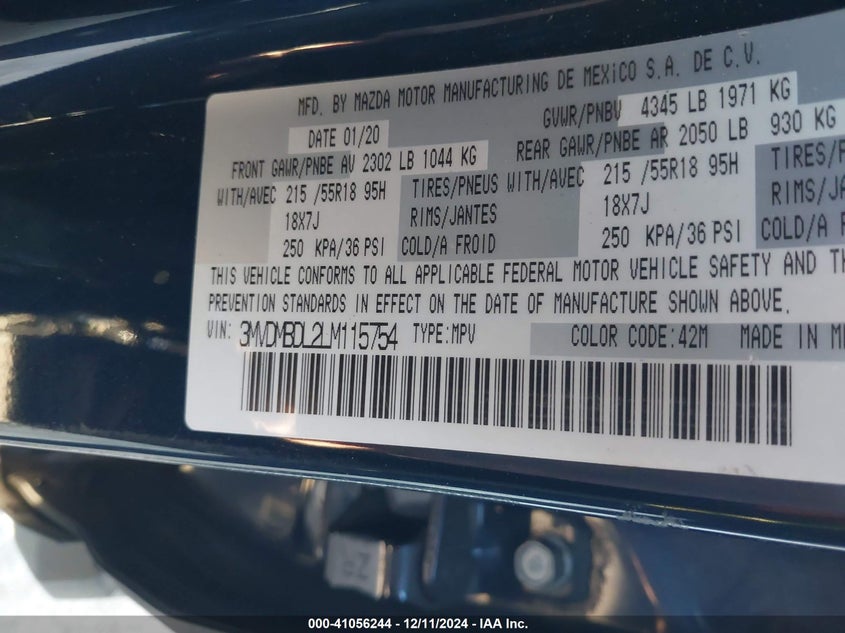 MFD. BY MAZDA MOTOR MANUFACTURING DE MEXICO S.A. DE C.V.
DATE 01/20 GVWR/PNBV 4345 LB 1971 KG
FRONT GAWR/PNBE AV 2302 LB 1044 KG REAR GAWR/PNBE AR 2050 LB 930 KG
WITH/AVEC 215 /55R18 95H TIRES/PNEUS WITH/AVEC 215 /55R18 95H TIRES/
18X7J RIMS/JANTES 18X7J RIMS/
250 KPA/36 PSI COLD/A FROID 250 KPA/36 PSI COLD/A
THIS VEHICLE CONFORMS TO ALL APPLICABLE FEDERAL MOTOR VEHICLE SAFETY AND
PREVENTION STANDARDS IN EFFECT ON THE DATE OF MANUFACTURE SHOWN ABOVE.
VIN: 3MVDMBDL2LM115754 TYPE:MPV COLOR CODE:42M MADE IN
000-41056244 - 12/11/2024 - IAA Inc.